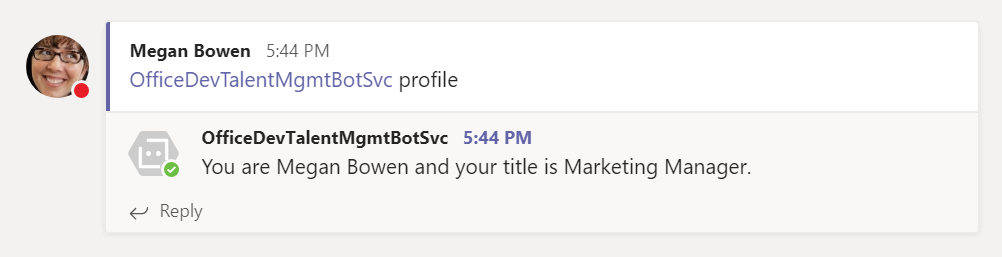 Megan Bowen 5:44 PM
OfficeDevTalentMgmtBotSvc profile
OfficeDevTalentMgmtBotSvc 5:44 PM
You are Megan Bowen and your title is Marketing Manager.
Reply